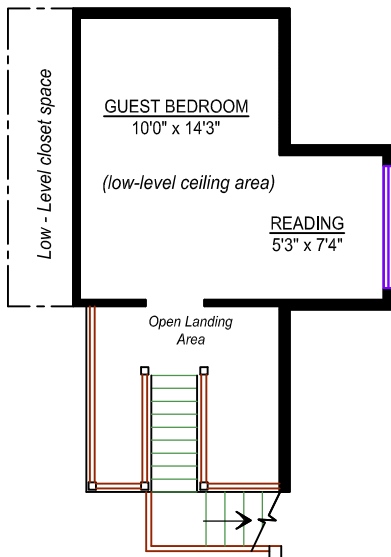 Low - Level closet space
GUEST BEDROOM
10'0" x 14'3"
(low-level ceiling area)
READING
5'3" x 7'4"
Open Landing
Area